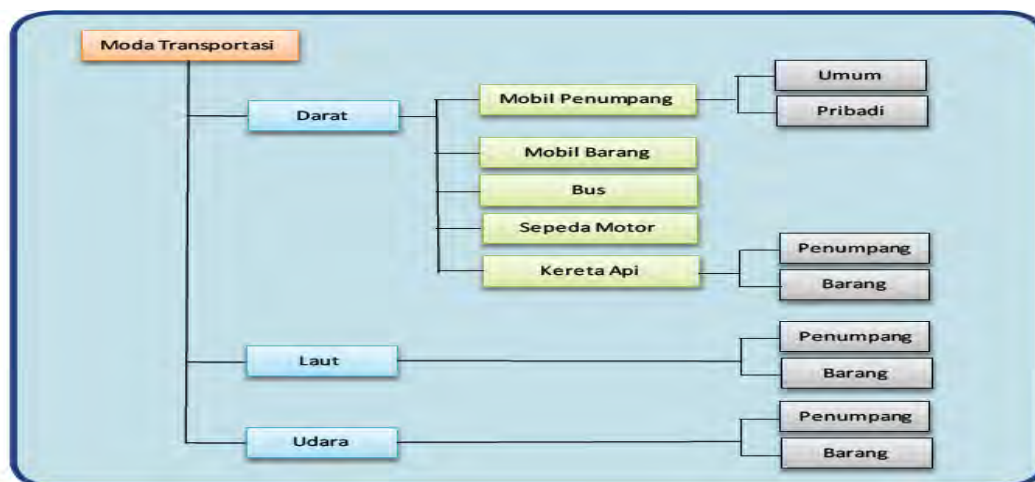 Moda Transportasi
Darat
Mobil Penumpang
Umum
Pribadi
Mobil Barang
Bus
Sepeda Motor
Kereta Api
Penumpang
Barang
Laut
Penumpang
Barang
Udara
Penumpang
Barang